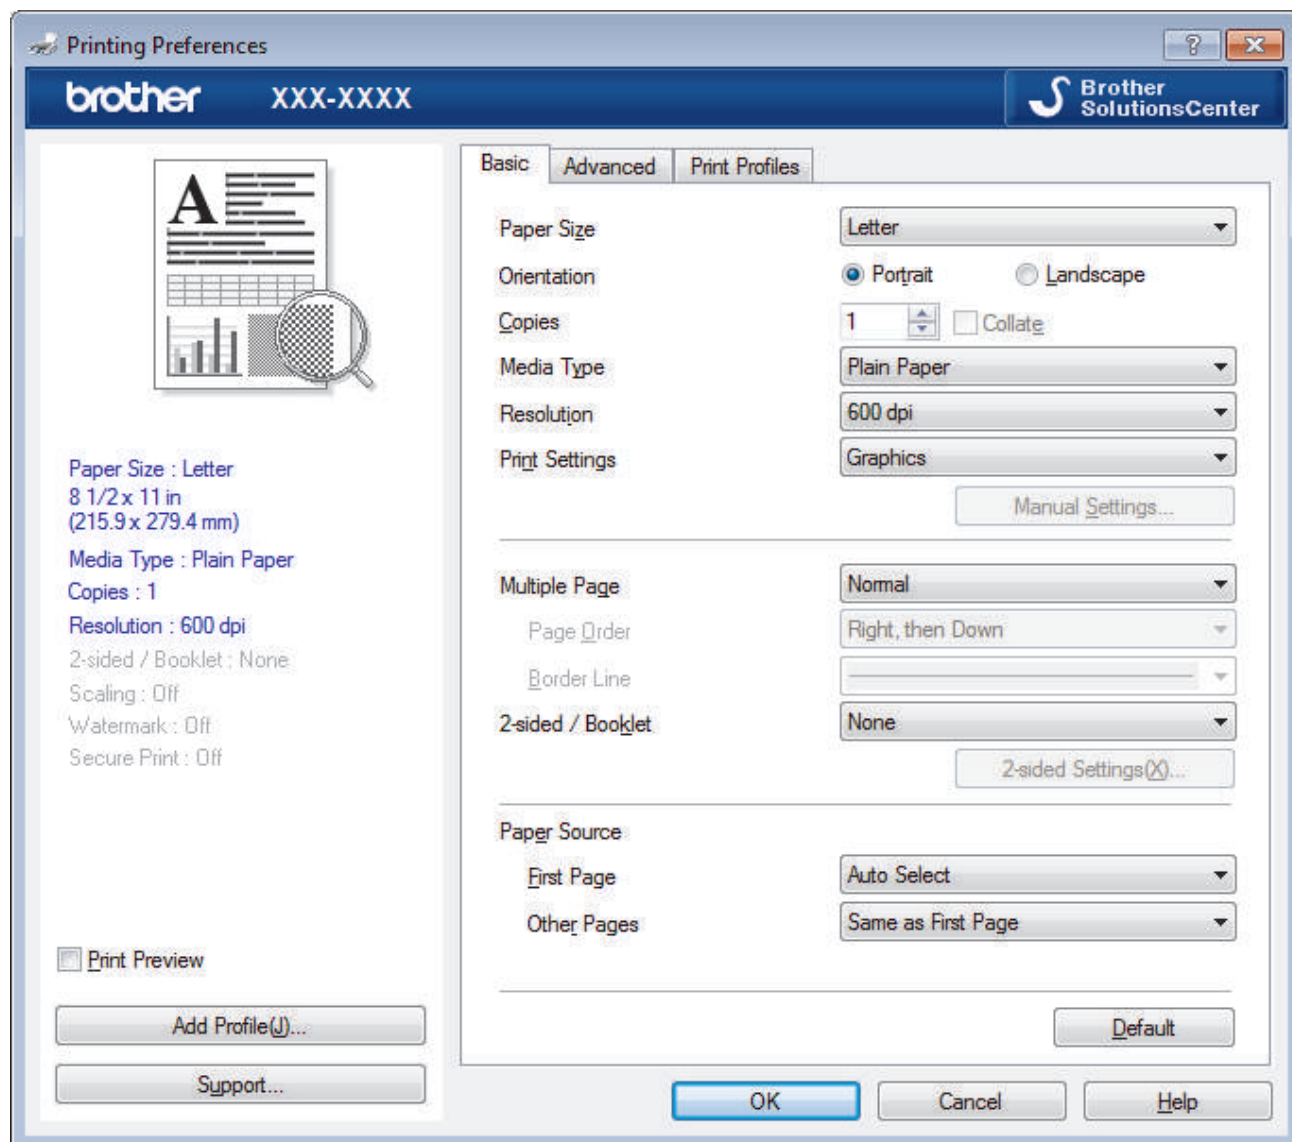 Printing Preferences
brother XXX-XXXX
Brother
SolutionsCenter
A
Paper Size : Letter
8 1/2 x 11 in
(215.9 x 279.4 mm)
Media Type : Plain Paper
Copies : 1
Resolution : 600 dpi
2-sided / Booklet : None
Scaling : Off
Watermark : Off
Secure Print : Off
Print Preview
Add Profile(J)...
Support...
Basic Advanced Print Profiles
Paper Size Letter
Orientation Portrait Landscape
Copies 1 Collate
Media Type Plain Paper
Resolution 600 dpi
Print Settings Graphics
Manual Settings...
Multiple Page Normal
Page Order Right, then Down
Border Line
2-sided / Booklet None
2-sided Settings(X)...
Paper Source
First Page Auto Select
Other Pages Same as First Page
Default
OK Cancel Help